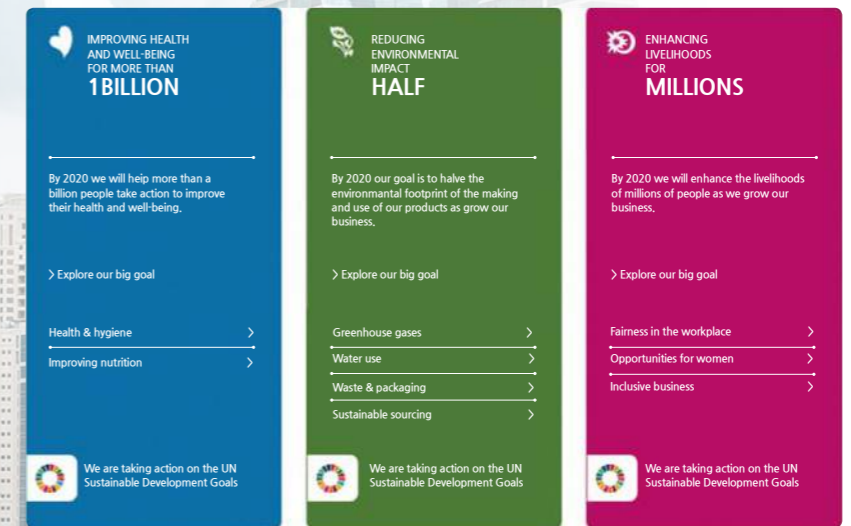 IMPROVING HEALTH
AND WELL-BEING
FOR MORE THAN
1BILLION
By 2020 we will heip more than a
billion people take action to improve
their health and well-being.
> Explore our big goal
Health & hygiene >
Improving nutrition >
We are taking action on the UN
Sustainable Development Goals
REDUCING
ENVIRONMENTAL
IMPACT
HALF
By 2020 our goal is to halve the
environmantal footprint of the making
and use of our products as grow our
business.
> Explore our big goal
Greenhouse gases >
Water use >
Waste & packaging >
Sustainable sourcing >
We are taking action on the UN
Sustainable Development Goals
ENHANCING
LIVELIHOODS
FOR
MILLIONS
By 2020 we will enhance the livelihoods
of millions of people as we grow our
business.
> Explore our big goal
Fairness in the workplace >
Opportunities for women >
Inclusive business >
We are taking action on the UN
Sustainable Development Goals